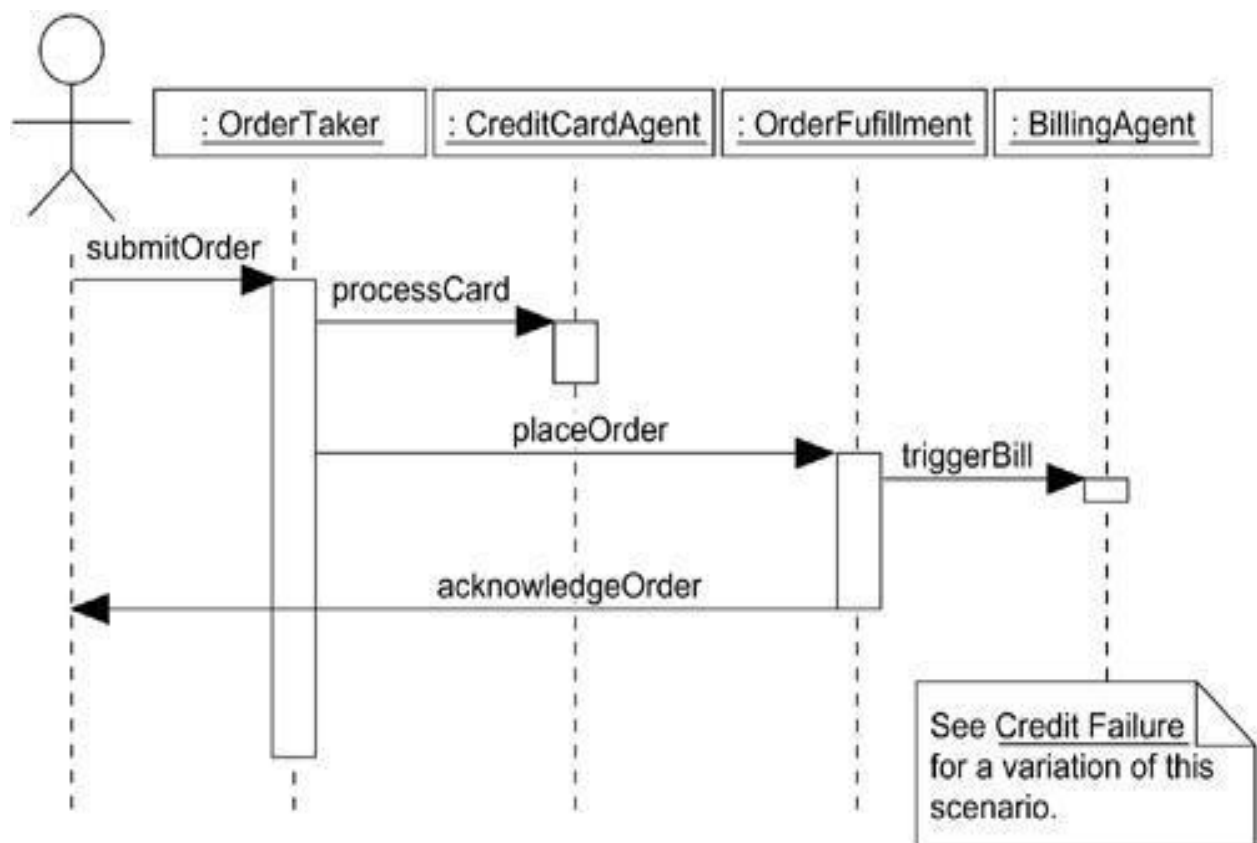 : OrderTaker
: CreditCardAgent
: OrderFufillment
: BillingAgent
submitOrder
processCard
placeOrder
triggerBill
acknowledgeOrder
See Credit Failure
for a variation of this
scenario.